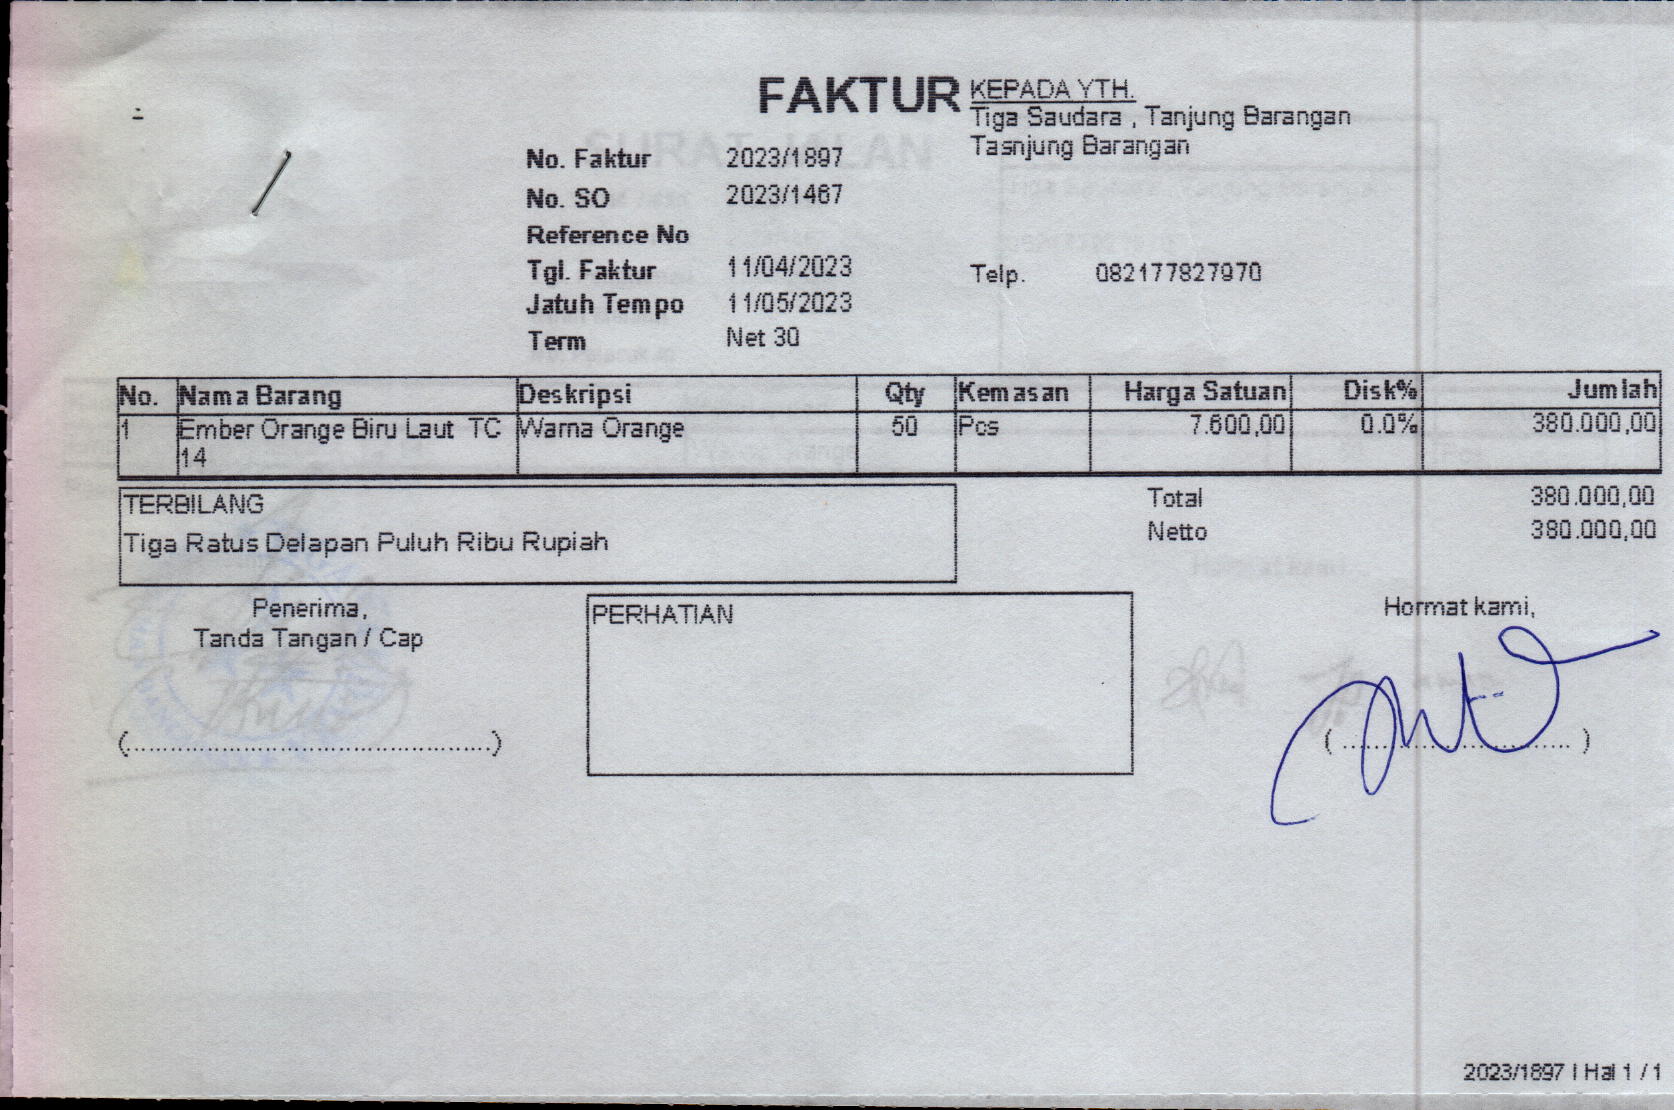 FAKTUR
KEPADA YTH.
Tiga Saudara , Tanjung Barangan
Tasnjung Barangan
No. Faktur 2023/1897
No. SO 2023/1467
Reference No
Tgl. Faktur 11/04/2023
Telp. 082177827970
Jatuh Tempo 11/05/2023
Term Net 30
No. Nama Barang Deskripsi Qty Kemasan Harga Satuan Disk% Jumlah
1 Ember Orange Biru Laut TC Warna Orange 50 Pcs 7.600,00 0.0% 380.000,00
14
TERBILANG
Tiga Ratus Delapan Puluh Ribu Rupiah
Total 380.000,00
Netto 380.000,00
Penerima,
Tanda Tangan / Cap
(..............................................)
PERHATIAN
Hormat kami,
( ............................. )
2023/1897 | Hal 1 / 1